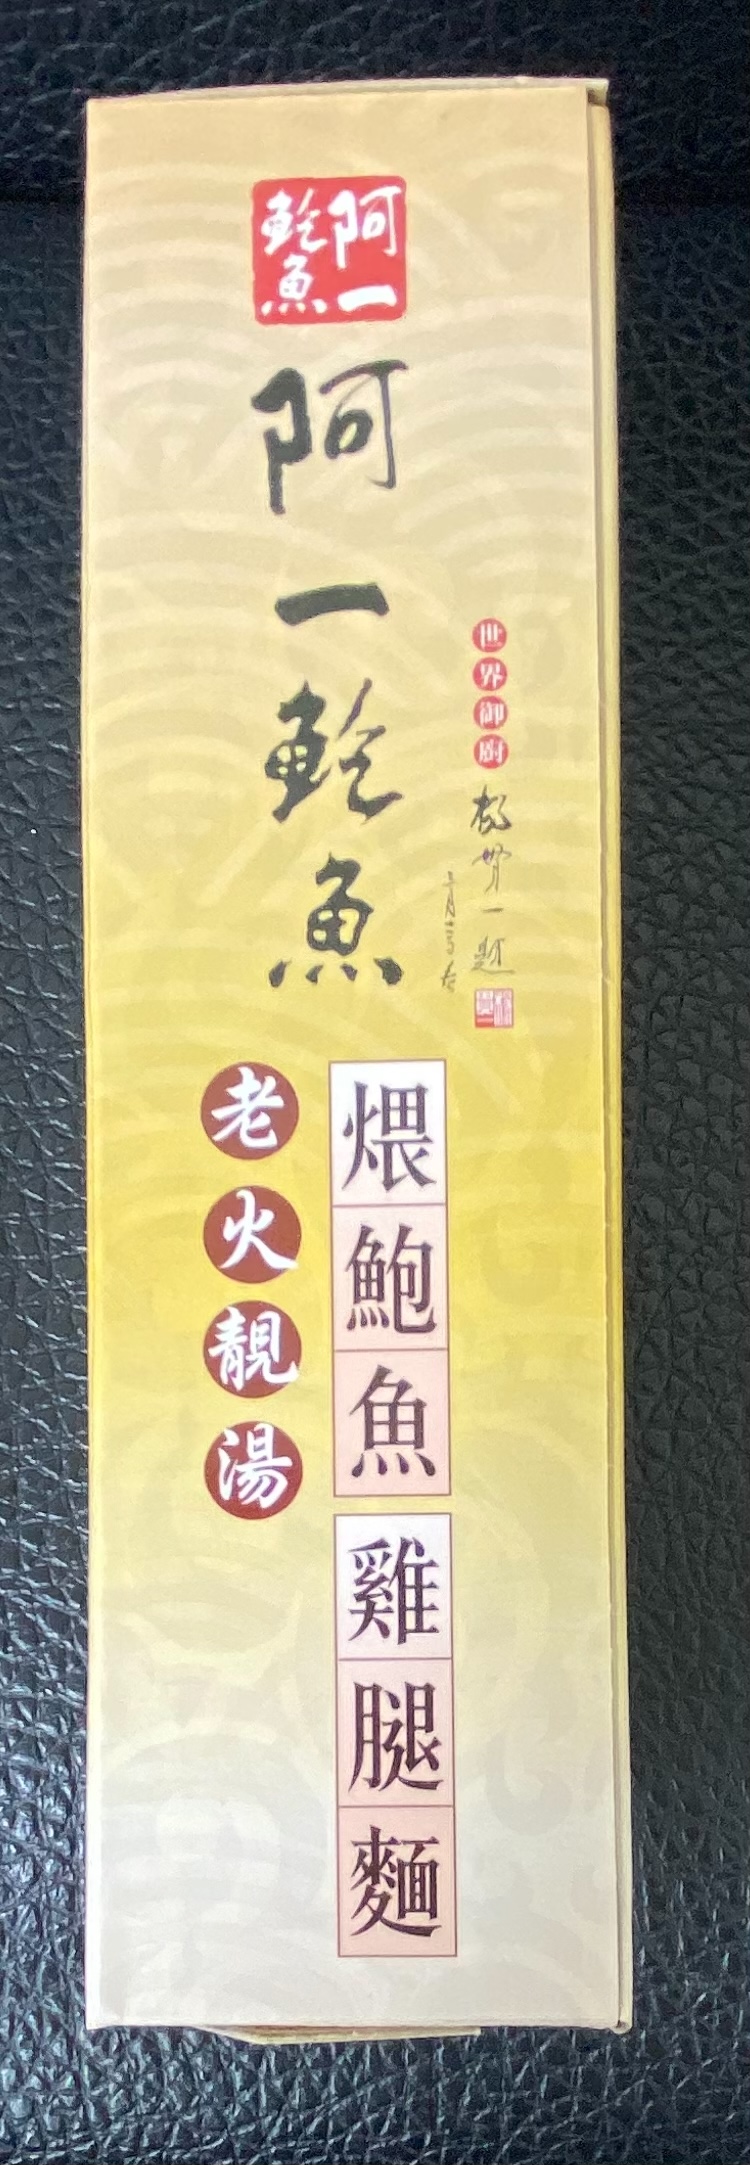 阿一
鮑魚
阿一鮑魚
世界御廚
楊貫一題
煨鮑魚 雞腿麵
老火靚湯